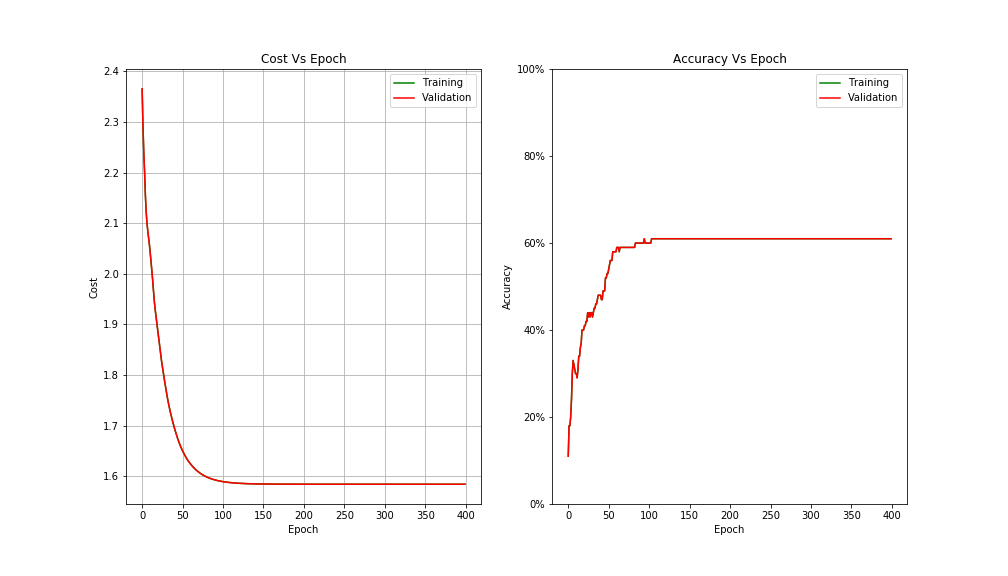 Cost Vs Epoch
Training
Validation
2.4
2.3
2.2
2.1
2.0
1.9
1.8
1.7
1.6
Cost
0 50 100 150 200 250 300 350 400
Epoch
Accuracy Vs Epoch
Training
Validation
100%
80%
60%
40%
20%
0%
Accuracy
0 50 100 150 200 250 300 350 400
Epoch